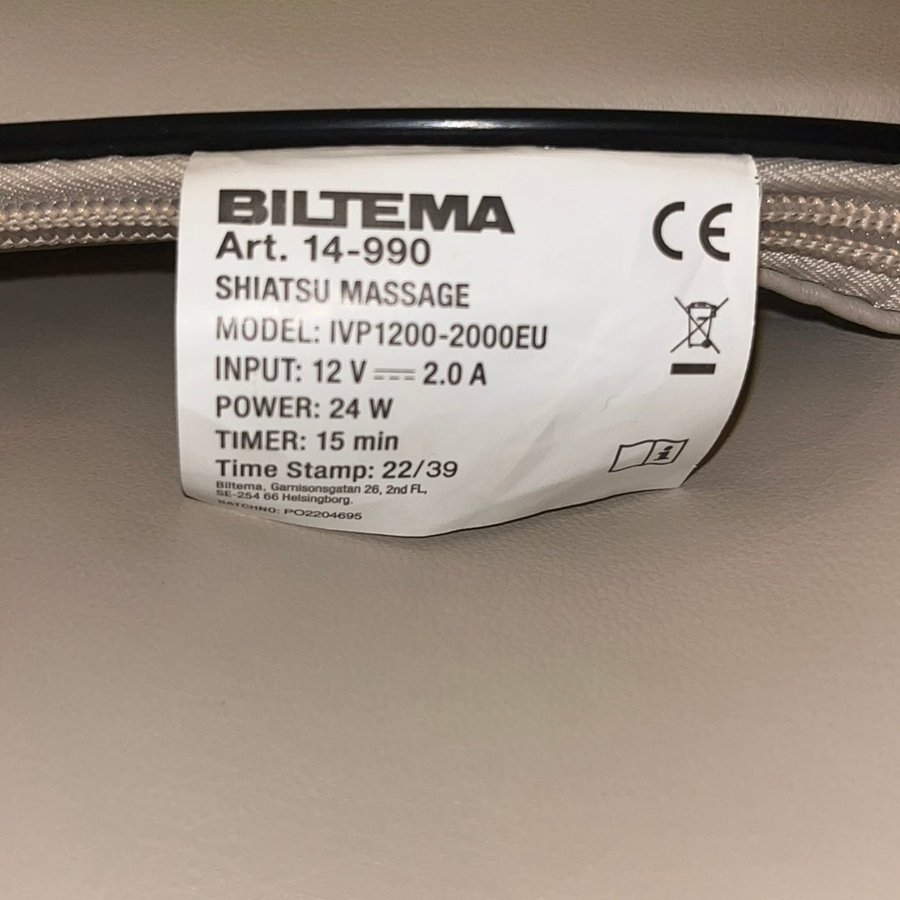 BILTEMA
Art. 14-990
SHIATSU MASSAGE
MODEL: IVP1200-2000EU
INPUT: 12 V ⎓ 2.0 A
POWER: 24 W
TIMER: 15 min
Time Stamp: 22/39
Biltema, Garnisonsgatan 26, 2nd FL,
SE-254 66 Helsingborg.
BATCHNO: PO2204695
CE